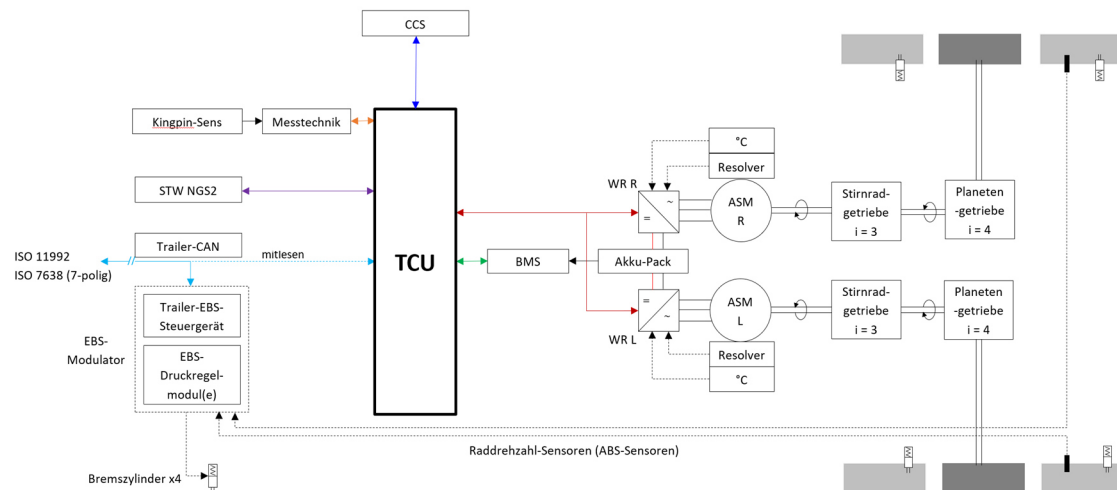 CCS
Kingpin-Sens
Messtechnik
STW NGS2
Trailer-CAN
ISO 11992
ISO 7638 (7-polig)
mitlesen
TCU
BMS
Akku-Pack
Trailer-EBS-
Steuergerät
EBS-
Modulator
EBS-
Druckregel-
modul(e)
Bremszylinder x4
Raddrehzahl-Sensoren (ABS-Sensoren)
°C
Resolver
WR R
~
=
ASM
R
Stirnrad-
getriebe
i = 3
Planeten
-getriebe
i = 4
=
~
WR L
ASM
L
Resolver
°C
Stirnrad-
getriebe
i = 3
Planeten
-getriebe
i = 4